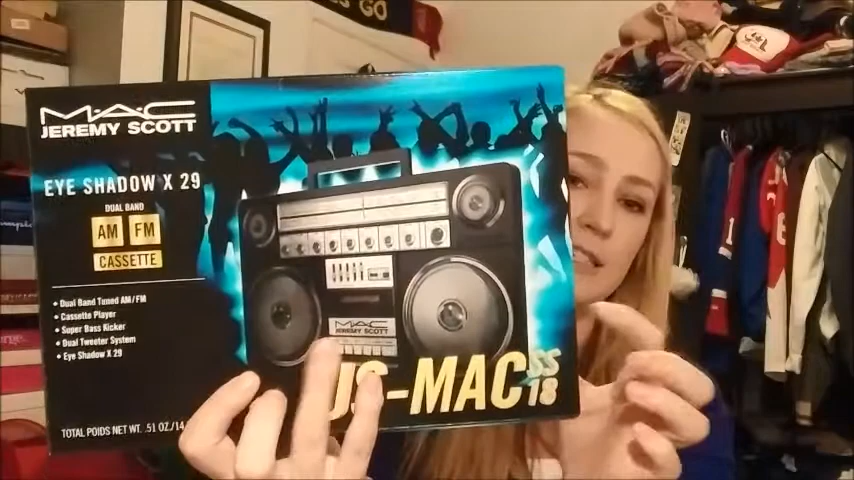 M·A·C
JEREMY SCOTT
EYE SHADOW X 29
DUAL BAND
AM FM
CASSETTE
• Dual Band Tuned AM/FM
• Cassette Player
• Super Bass Kicker
• Dual Tweeter System
• Eye Shadow X 29
TOTAL POIDS NET WT. .51 OZ/14
M·A·C
JEREMY SCOTT
JS-MAC SS
18
GO